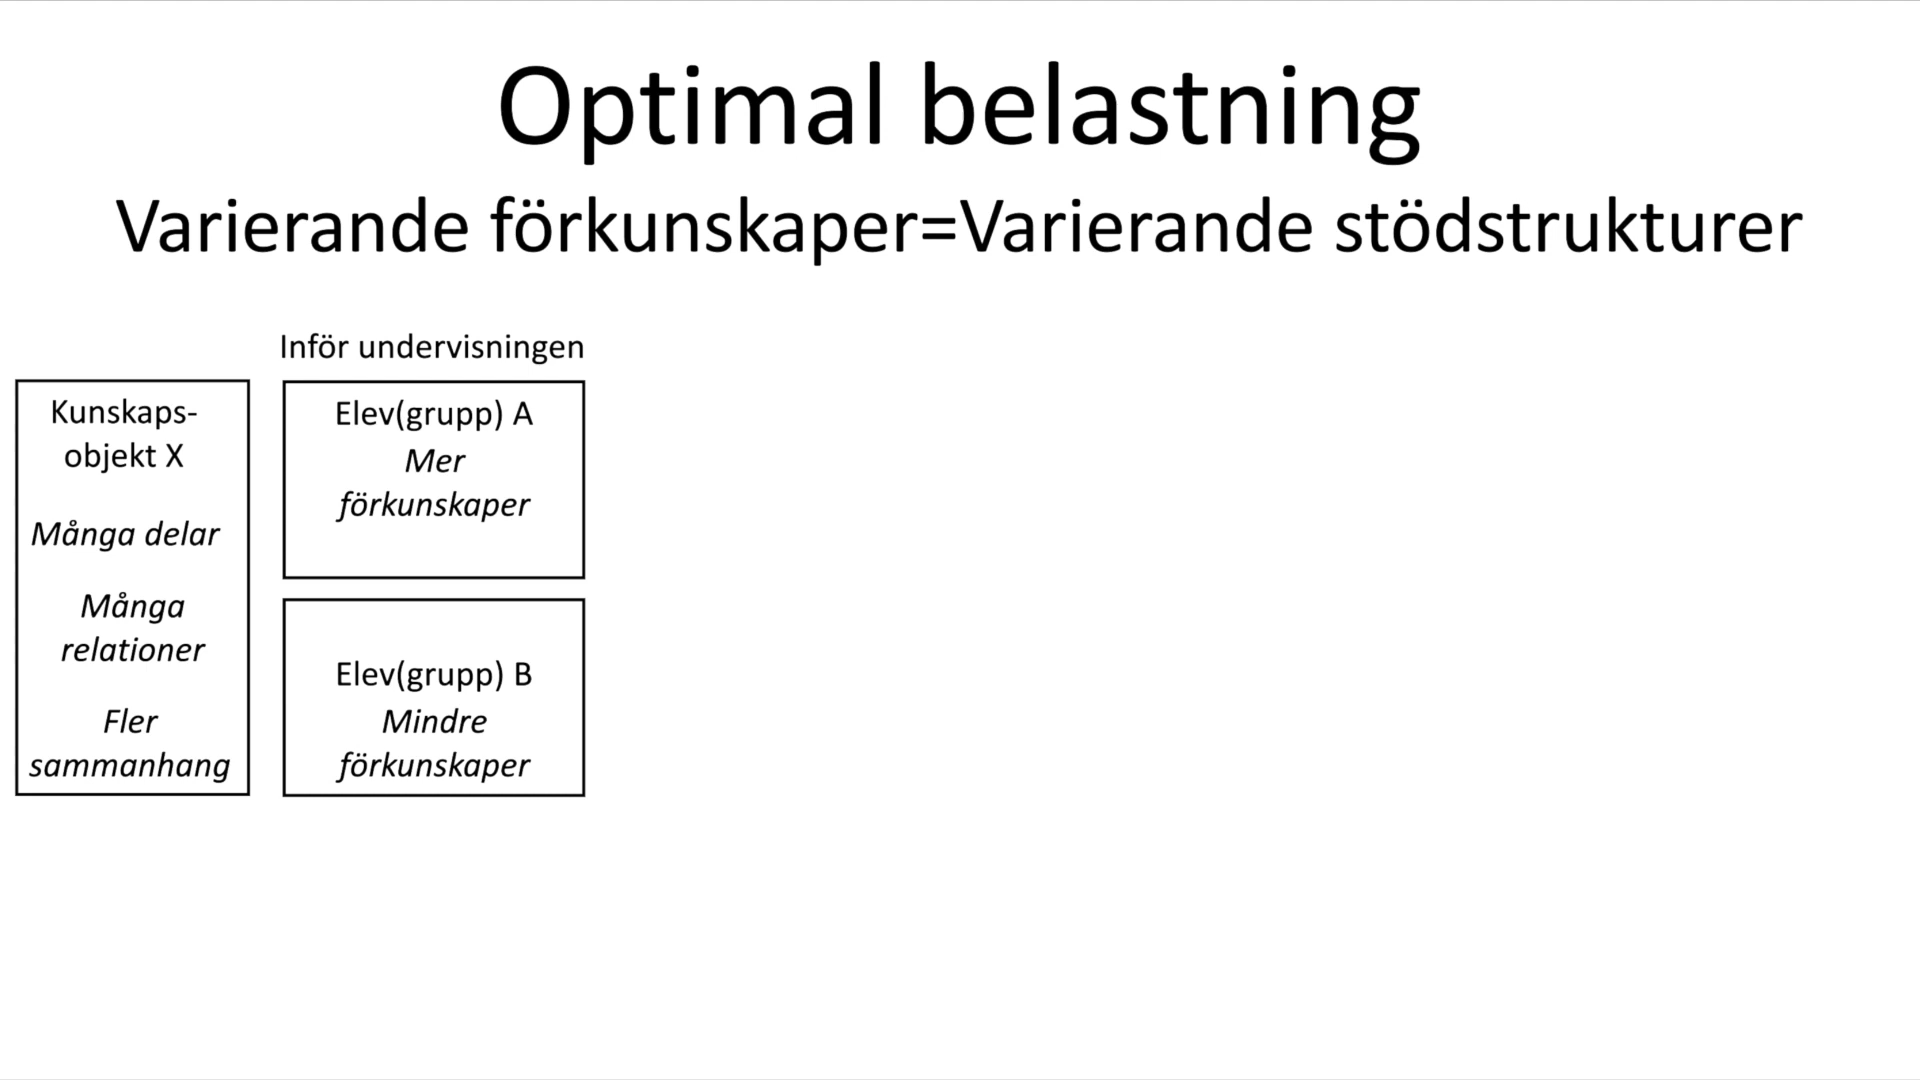 Optimal belastning
Varierande förkunskaper=Varierande stödstrukturer
Inför undervisningen
Kunskaps-
objekt X
Många delar
Många
relationer
Fler
sammanhang
Elev(grupp) A
Mer
förkunskaper
Elev(grupp) B
Mindre
förkunskaper